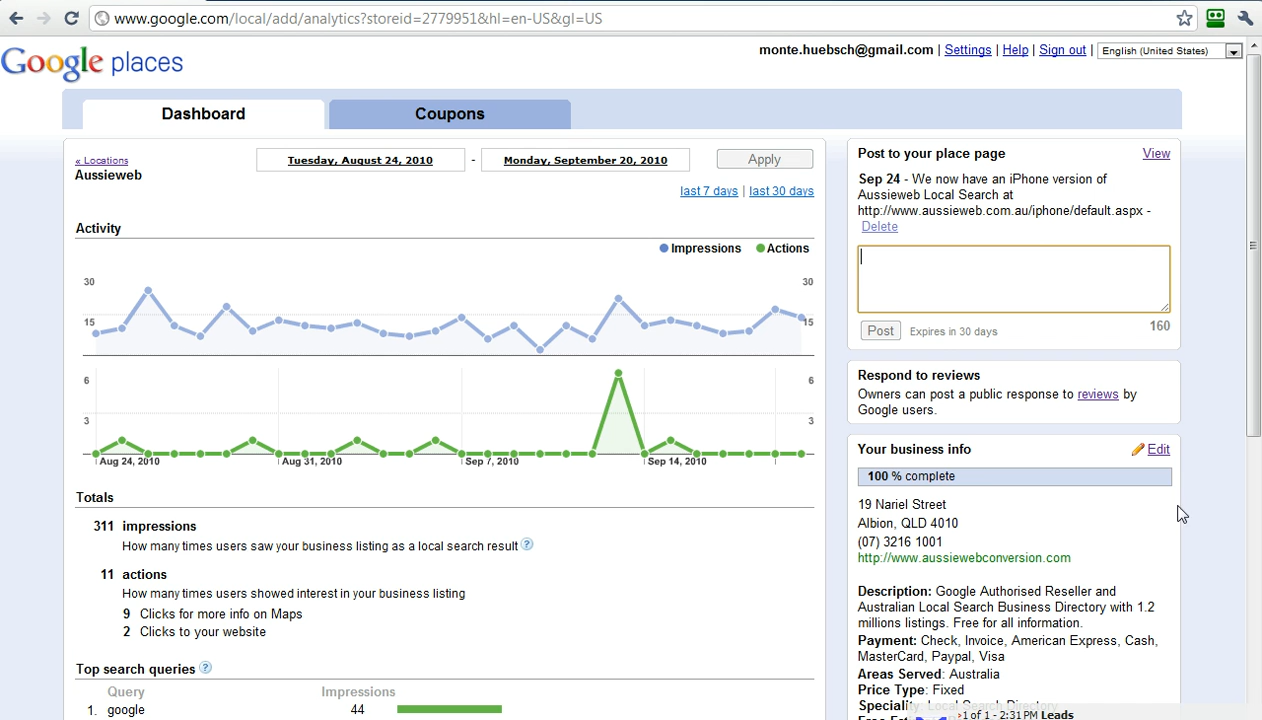 www.google.com/local/add/analytics?storeid=2779951&hl=en-US&gl=US
monte.huebsch@gmail.com | Settings | Help | Sign out | English (United States)
Google places
Dashboard
Coupons
« Locations
Aussieweb
Tuesday, August 24, 2010 - Monday, September 20, 2010
Apply
last 7 days | last 30 days
Activity
Impressions Actions
30 30
15 15
6 6
3 3
Aug 24, 2010 Aug 31, 2010 Sep 7, 2010 Sep 14, 2010
Totals
311 impressions
How many times users saw your business listing as a local search result ?
11 actions
How many times users showed interest in your business listing
9 Clicks for more info on Maps
2 Clicks to your website
Top search queries ?
Query Impressions
1. google 44
Post to your place page View
Sep 24 - We now have an iPhone version of
Aussieweb Local Search at
http://www.aussieweb.com.au/iphone/default.aspx -
Delete
Post Expires in 30 days 160
Respond to reviews
Owners can post a public response to reviews by
Google users.
Your business info Edit
100 % complete
19 Nariel Street
Albion, QLD 4010
(07) 3216 1001
http://www.aussiewebconversion.com
Description: Google Authorised Reseller and
Australian Local Search Business Directory with 1.2
millions listings. Free for all information.
Payment: Check, Invoice, American Express, Cash,
MasterCard, Paypal, Visa
Areas Served: Australia
Price Type: Fixed
Speciality: Local Search Directory
1 of 1 - 2:31 PM Leads